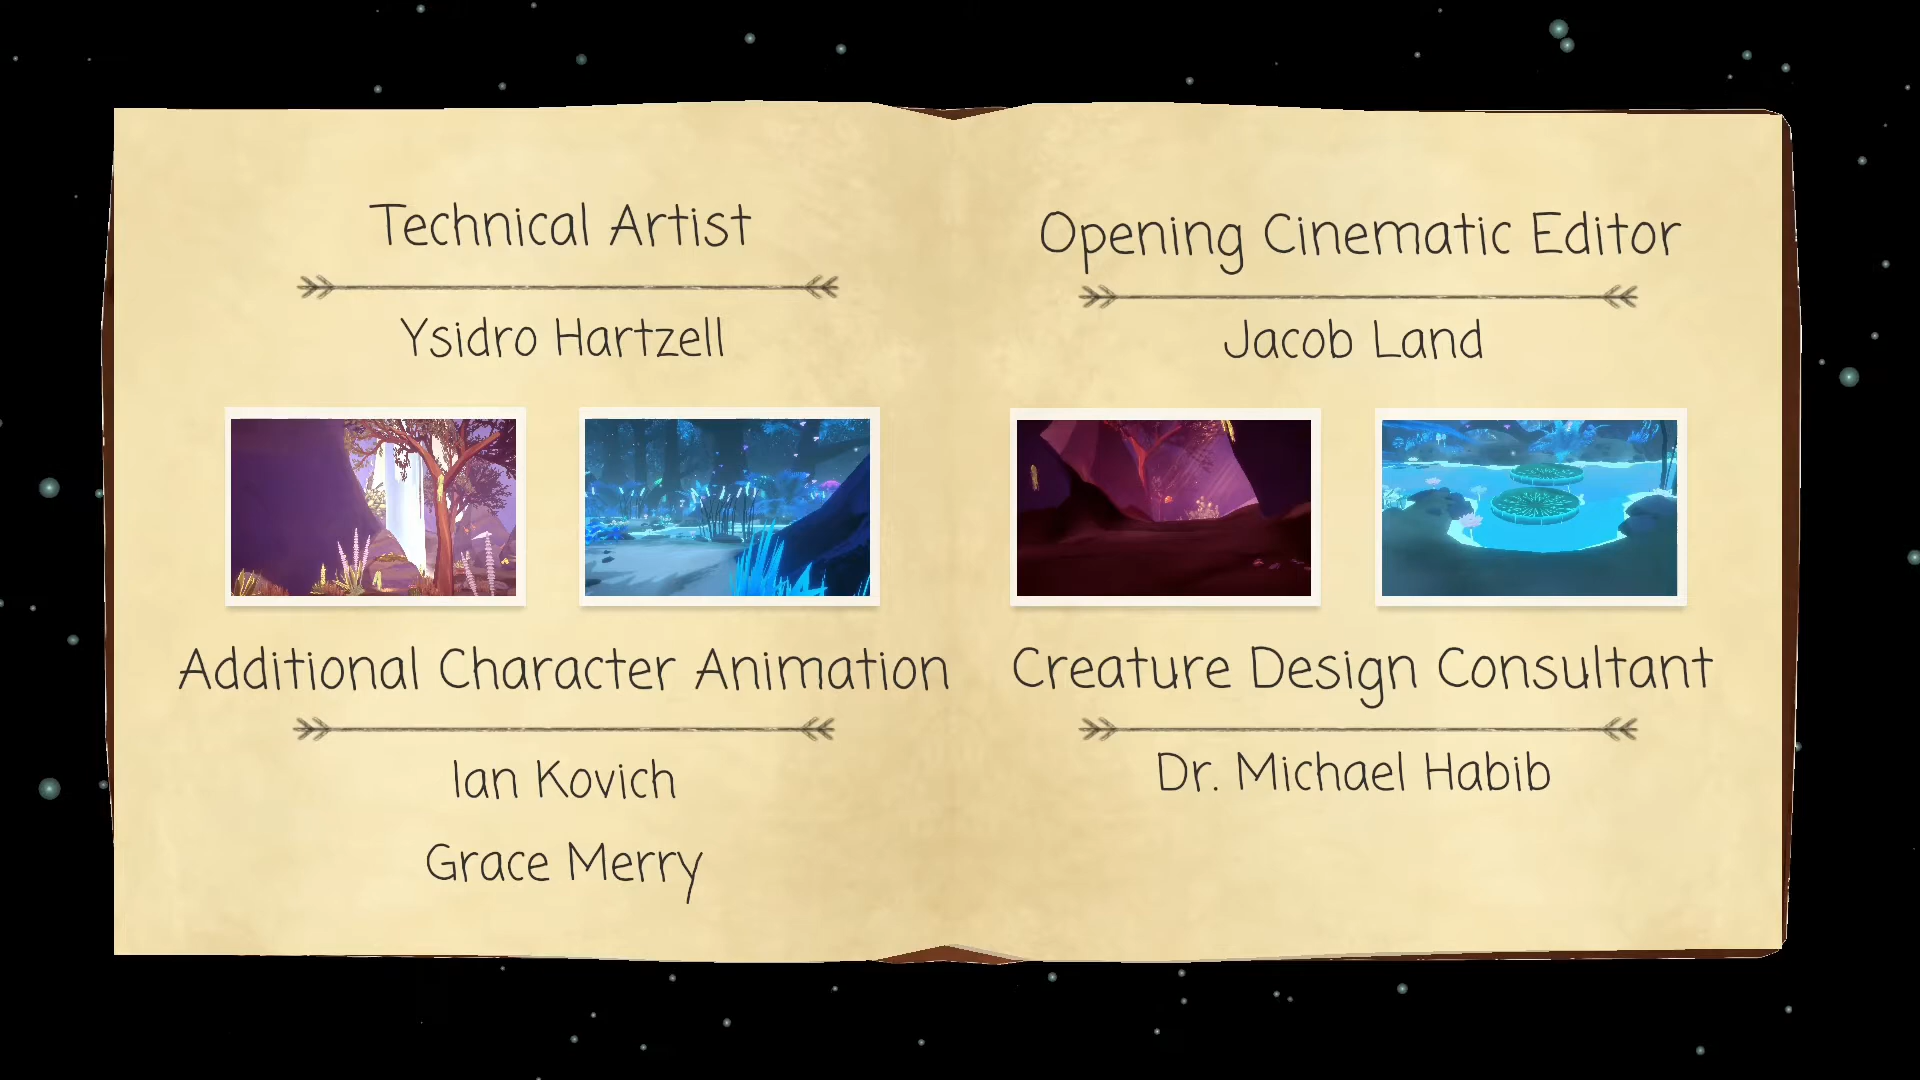 Technical Artist
Ysidro Hartzell
Additional Character Animation
Ian Kovich
Grace Merry
Opening Cinematic Editor
Jacob Land
Creature Design Consultant
Dr. Michael Habib